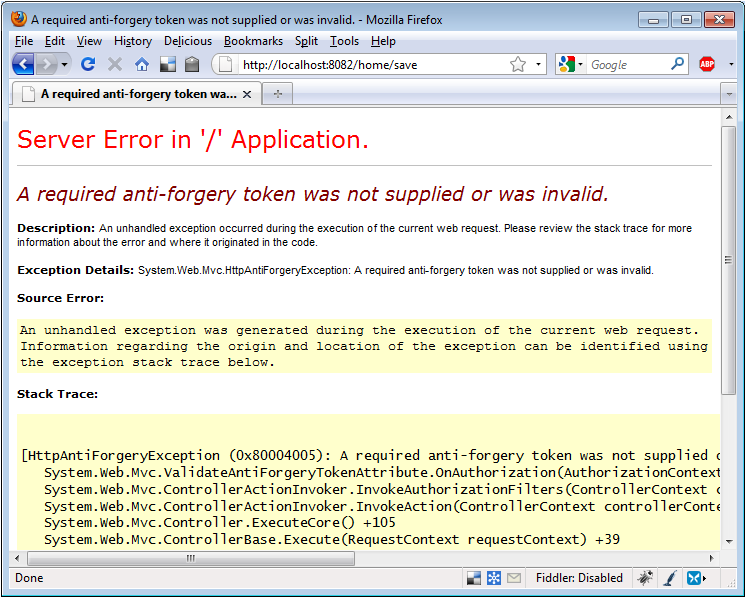 A required anti-forgery token was not supplied or was invalid. - Mozilla Firefox
File Edit View History Delicious Bookmarks Split Tools Help
http://localhost:8082/home/save Google ABP
A required anti-forgery token wa...
Server Error in '/' Application.
A required anti-forgery token was not supplied or was invalid.
Description: An unhandled exception occurred during the execution of the current web request. Please review the stack trace for more
information about the error and where it originated in the code.
Exception Details: System.Web.Mvc.HttpAntiForgeryException: A required anti-forgery token was not supplied or was invalid.
Source Error:
An unhandled exception was generated during the execution of the current web request.
Information regarding the origin and location of the exception can be identified using
the exception stack trace below.
Stack Trace:
[HttpAntiForgeryException (0x80004005): A required anti-forgery token was not supplied
System.Web.Mvc.ValidateAntiForgeryTokenAttribute.OnAuthorization(AuthorizationContext
System.Web.Mvc.ControllerActionInvoker.InvokeAuthorizationFilters(ControllerContext
System.Web.Mvc.ControllerActionInvoker.InvokeAction(ControllerContext controllerConte
System.Web.Mvc.Controller.ExecuteCore() +105
System.Web.Mvc.ControllerBase.Execute(RequestContext requestContext) +39
Done Fiddler: Disabled